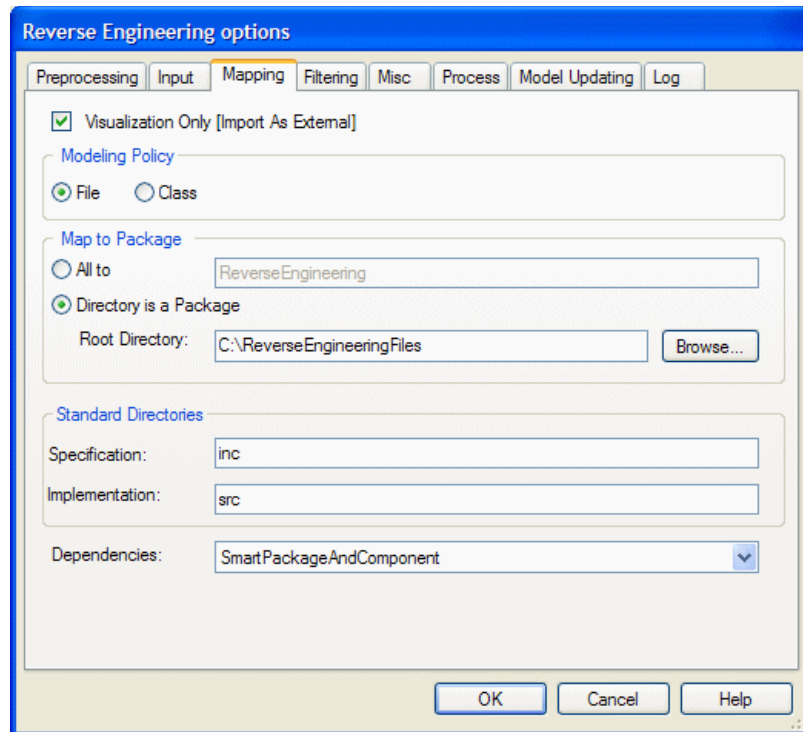 Reverse Engineering options
Preprocessing Input Mapping Filtering Misc Process Model Updating Log
Visualization Only [Import As External]
Modeling Policy
File Class
Map to Package
All to ReverseEngineering
Directory is a Package
Root Directory: C:\ReverseEngineeringFiles Browse...
Standard Directories
Specification: inc
Implementation: src
Dependencies: SmartPackageAndComponent
OK Cancel Help